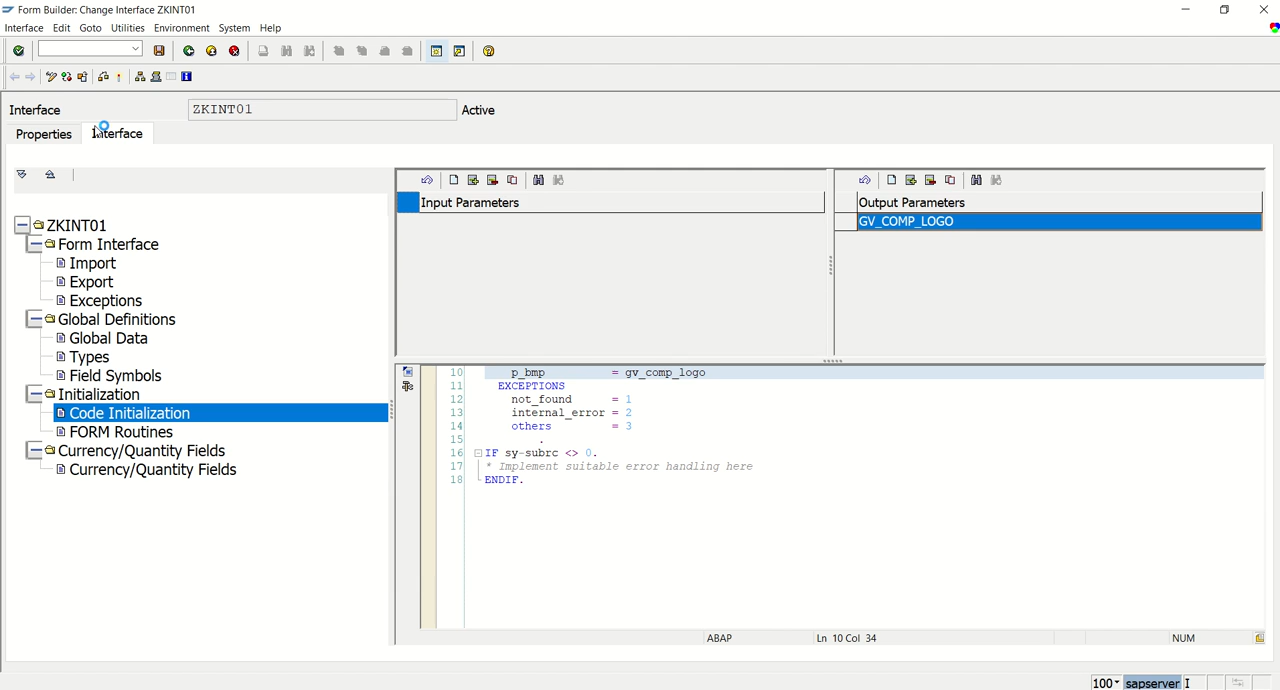 Form Builder: Change Interface ZKINT01
Interface Edit Goto Utilities Environment System Help
Interface ZKINT01 Active
Properties Interface
ZKINT01
Form Interface
Import
Export
Exceptions
Global Definitions
Global Data
Types
Field Symbols
Initialization
Code Initialization
FORM Routines
Currency/Quantity Fields
Currency/Quantity Fields
Input Parameters
Output Parameters
GV_COMP_LOGO
10 p_bmp = gv_comp_logo
11 EXCEPTIONS
12 not_found = 1
13 internal_error = 2
14 others = 3
15 .
16 IF sy-subrc <> 0.
17 * Implement suitable error handling here
18 ENDIF.
ABAP Ln 10 Col 34 NUM
100 sapserver I